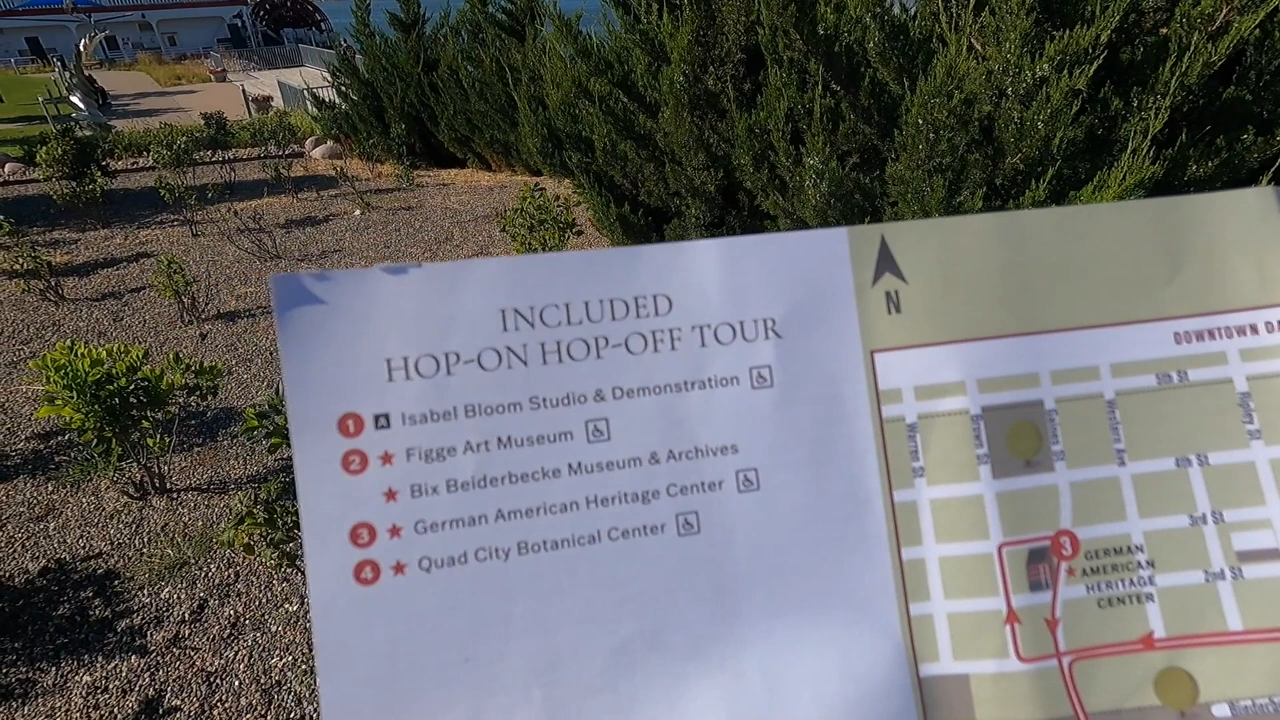 INCLUDED
HOP-ON HOP-OFF TOUR
1 A Isabel Bloom Studio & Demonstration
2 ★ Figge Art Museum
★ Bix Beiderbecke Museum & Archives
3 ★ German American Heritage Center
4 ★ Quad City Botanical Center
N
DOWNTOWN
5th St
Warren St
Gaines St
Western Ave
Ripley St
4th St
3rd St
2nd St
3
★ GERMAN
AMERICAN
HERITAGE
CENTER